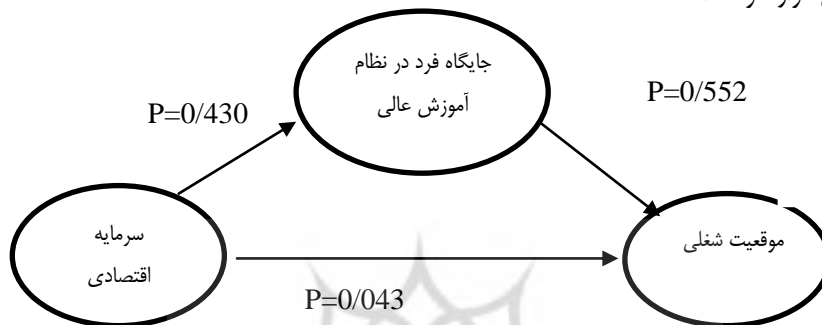 جایگاه فرد در نظام
آموزش عالی
P=0/552
P=0/430
سرمایه
اقتصادی
موقعیت شغلی
P=0/043